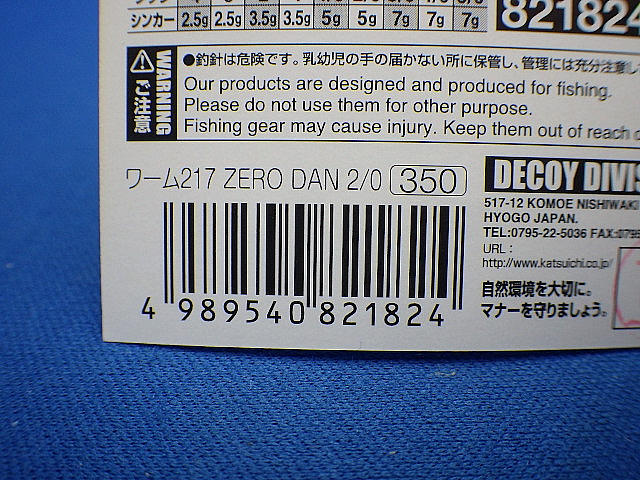 シンカー 2.5g 2.5g 3.5g 3.5g 5g 5g 7g 7g 7g
821824
ご注意 WARNING
●釣針は危険です。乳幼児の手の届かない所に保管し、管理には充分注意し
Our products are designed and produced for fishing.
Please do not use them for other purpose.
Fishing gear may cause injury. Keep them out of reach
ワーム217 ZERO DAN 2/0 350
4 989540 821824
DECOY DIVIS
517-12 KOMOE NISHIWAKI
HYOGO JAPAN.
TEL:0795-22-5036 FAX:0795
URL :
http://www.katsuichi.co.jp/
自然環境を大切に。
マナーを守りましょう。